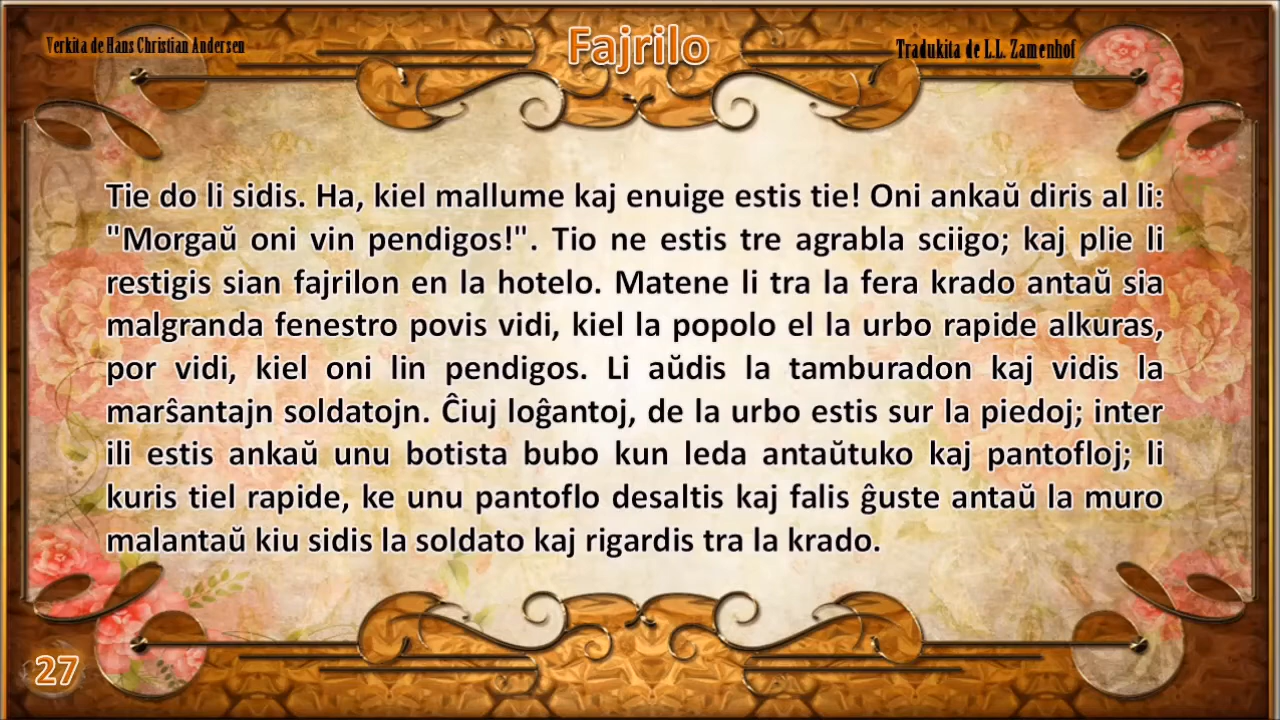 Verkita de Hans Christian Andersen
Fajrilo
Tradukita de L.L. Zamenhof
Tie do li sidis. Ha, kiel mallume kaj enuige estis tie! Oni ankaŭ diris al li:
"Morgaŭ oni vin pendigos!". Tio ne estis tre agrabla sciigo; kaj plie li
restigis sian fajrilon en la hotelo. Matene li tra la fera krado antaŭ sia
malgranda fenestro povis vidi, kiel la popolo el la urbo rapide alkuras,
por vidi, kiel oni lin pendigos. Li aŭdis la tamburadon kaj vidis la
marŝantajn soldatojn. Ĉiuj loĝantoj, de la urbo estis sur la piedoj; inter
ili estis ankaŭ unu botista bubo kun leda antaŭtuko kaj pantofloj; li
kuris tiel rapide, ke unu pantoflo desaltis kaj falis ĝuste antaŭ la muro
malantaŭ kiu sidis la soldato kaj rigardis tra la krado.
27